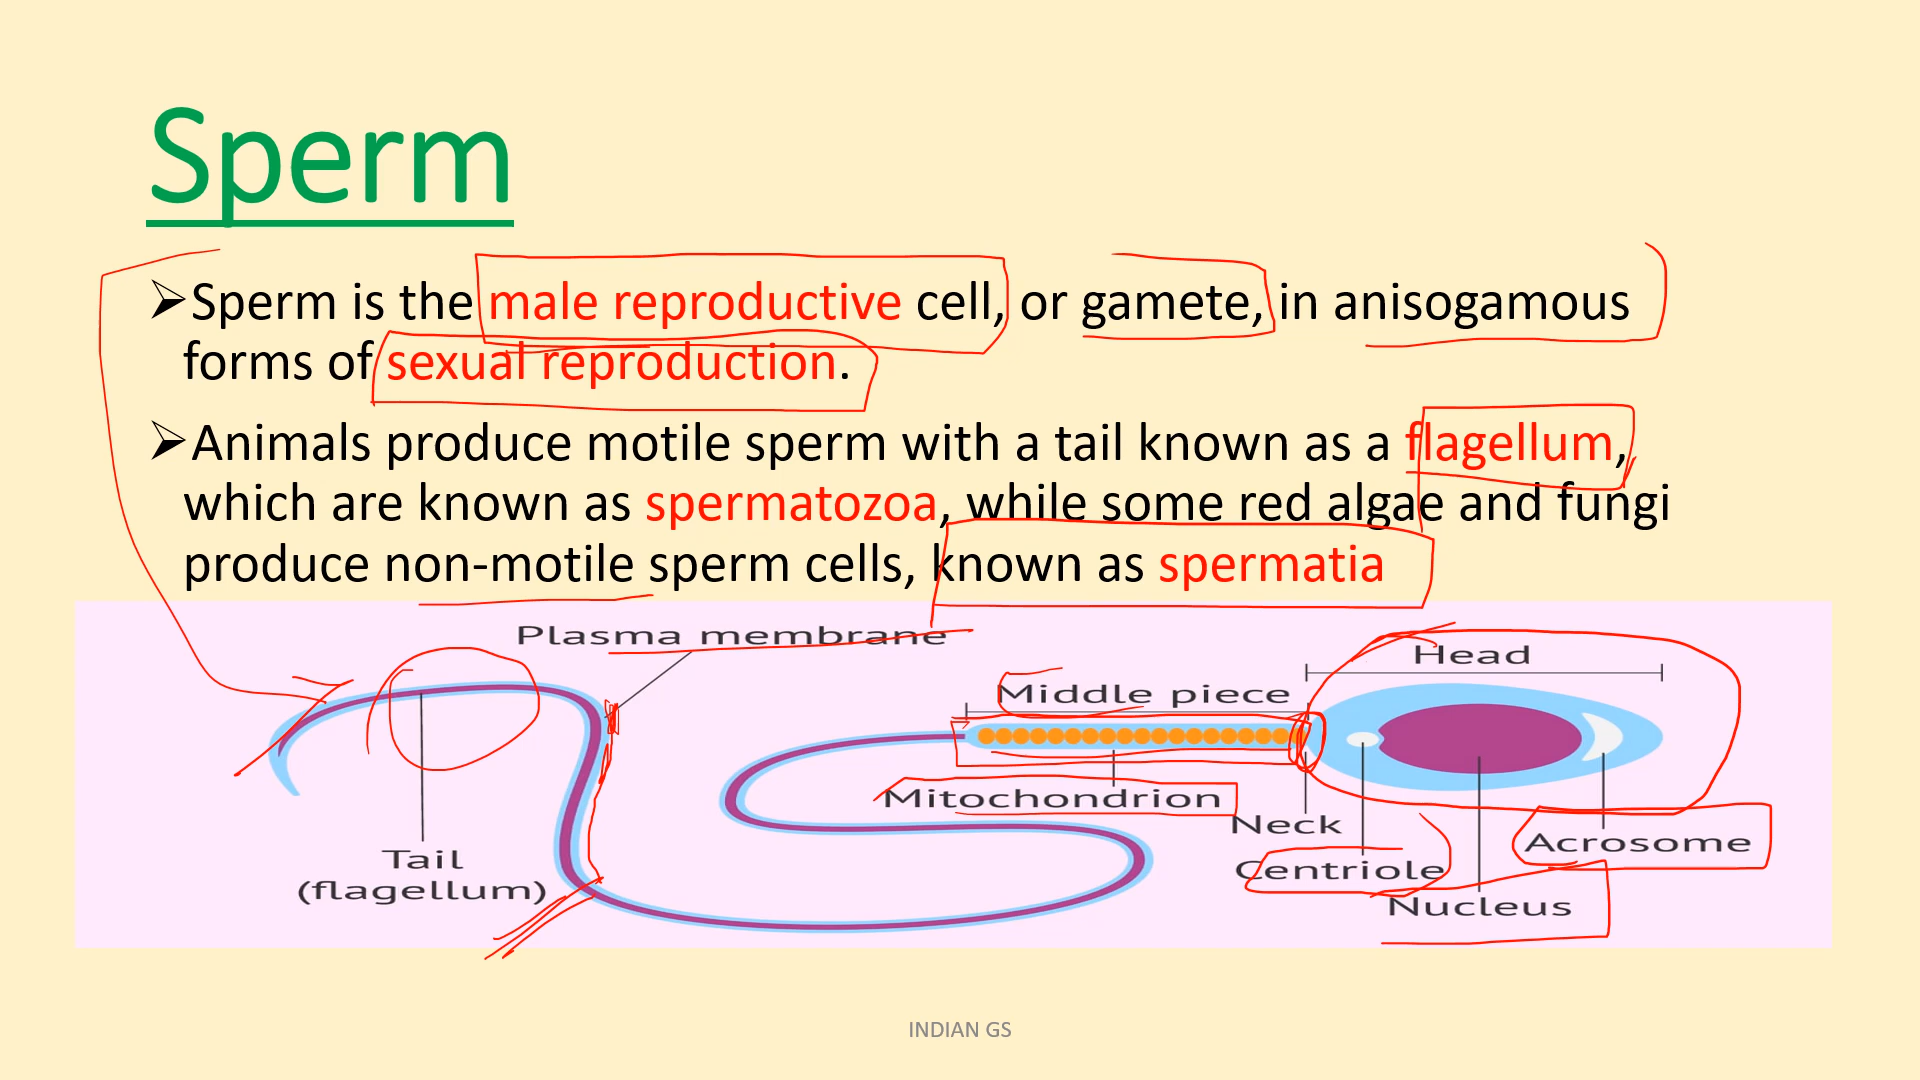 Sperm
➢Sperm is the male reproductive cell, or gamete, in anisogamous
forms of sexual reproduction.
➢Animals produce motile sperm with a tail known as a flagellum,
which are known as spermatozoa, while some red algae and fungi
produce non-motile sperm cells, known as spermatia
Plasma membrane
Head
Middle piece
Mitochondrion
Neck
Acrosome
Tail
(flagellum)
Centriole
Nucleus
INDIAN GS